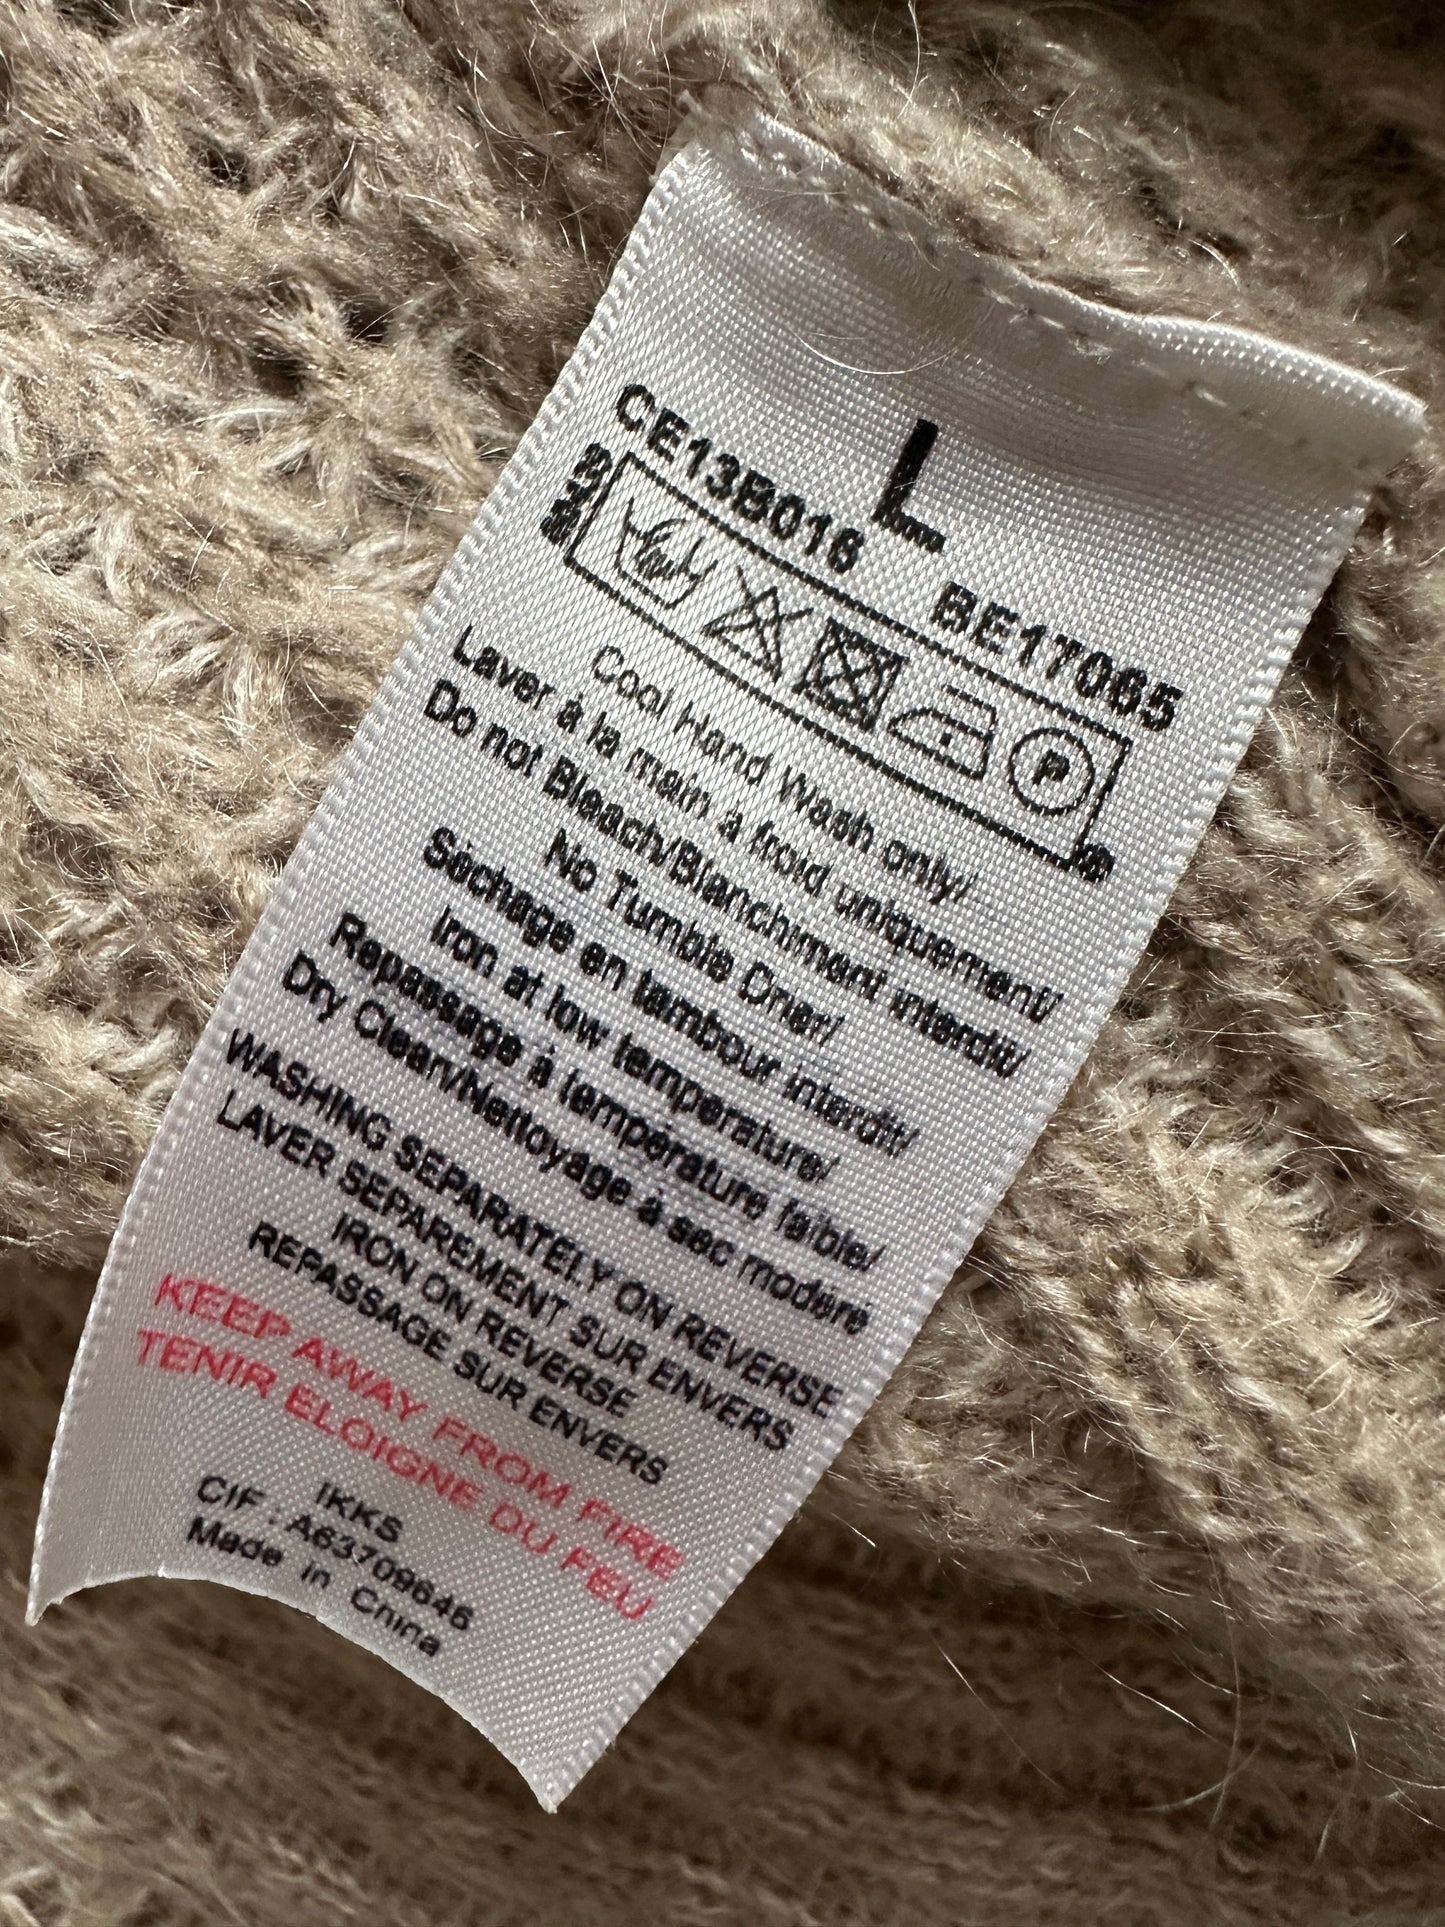 L
CE13B016 BE17065
P
Cool Hand Wash only/
Laver à la main a froid uniquement/
Do not Bleach/Blanchiment interdit/
No Tumble Drier/
Séchage en tambour interdit/
Iron at low temperature/
Repassage à température faible/
Dry Clean/Nettoyage à sec modéré
WASHING SEPARATELY ON REVERSE
LAVER SEPAREMENT SUR ENVERS
IRON ON REVERSE
REPASSAGE SUR ENVERS
KEEP AWAY FROM FIRE
TENIR ELOIGNE DU FEU
IKKS
CIF : A63709646
Made in China